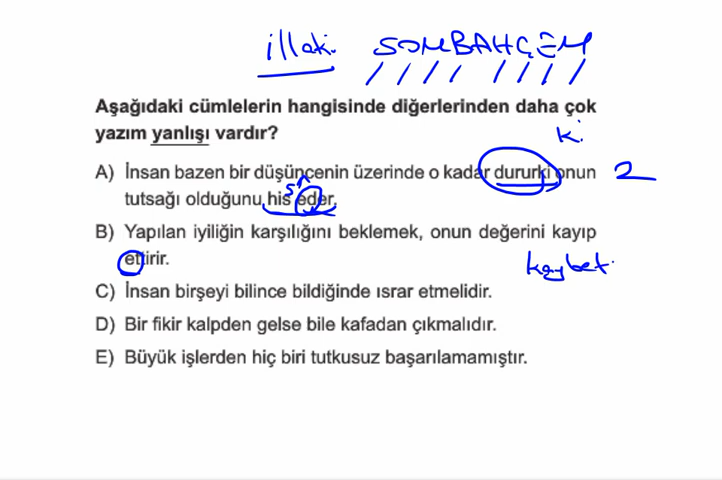 illaki. SOMBAHÇEM
Aşağıdaki cümlelerin hangisinde diğerlerinden daha çok
yazım yanlışı vardır?
ki
A) İnsan bazen bir düşüncenin üzerinde o kadar dururki onun 2
tutsağı olduğunu his eder.
s
B) Yapılan iyiliğin karşılığını beklemek, onun değerini kayıp
ettirir.
kaybet.
C) İnsan birşeyi bilince bildiğinde ısrar etmelidir.
D) Bir fikir kalpden gelse bile kafadan çıkmalıdır.
E) Büyük işlerden hiç biri tutkusuz başarılamamıştır.